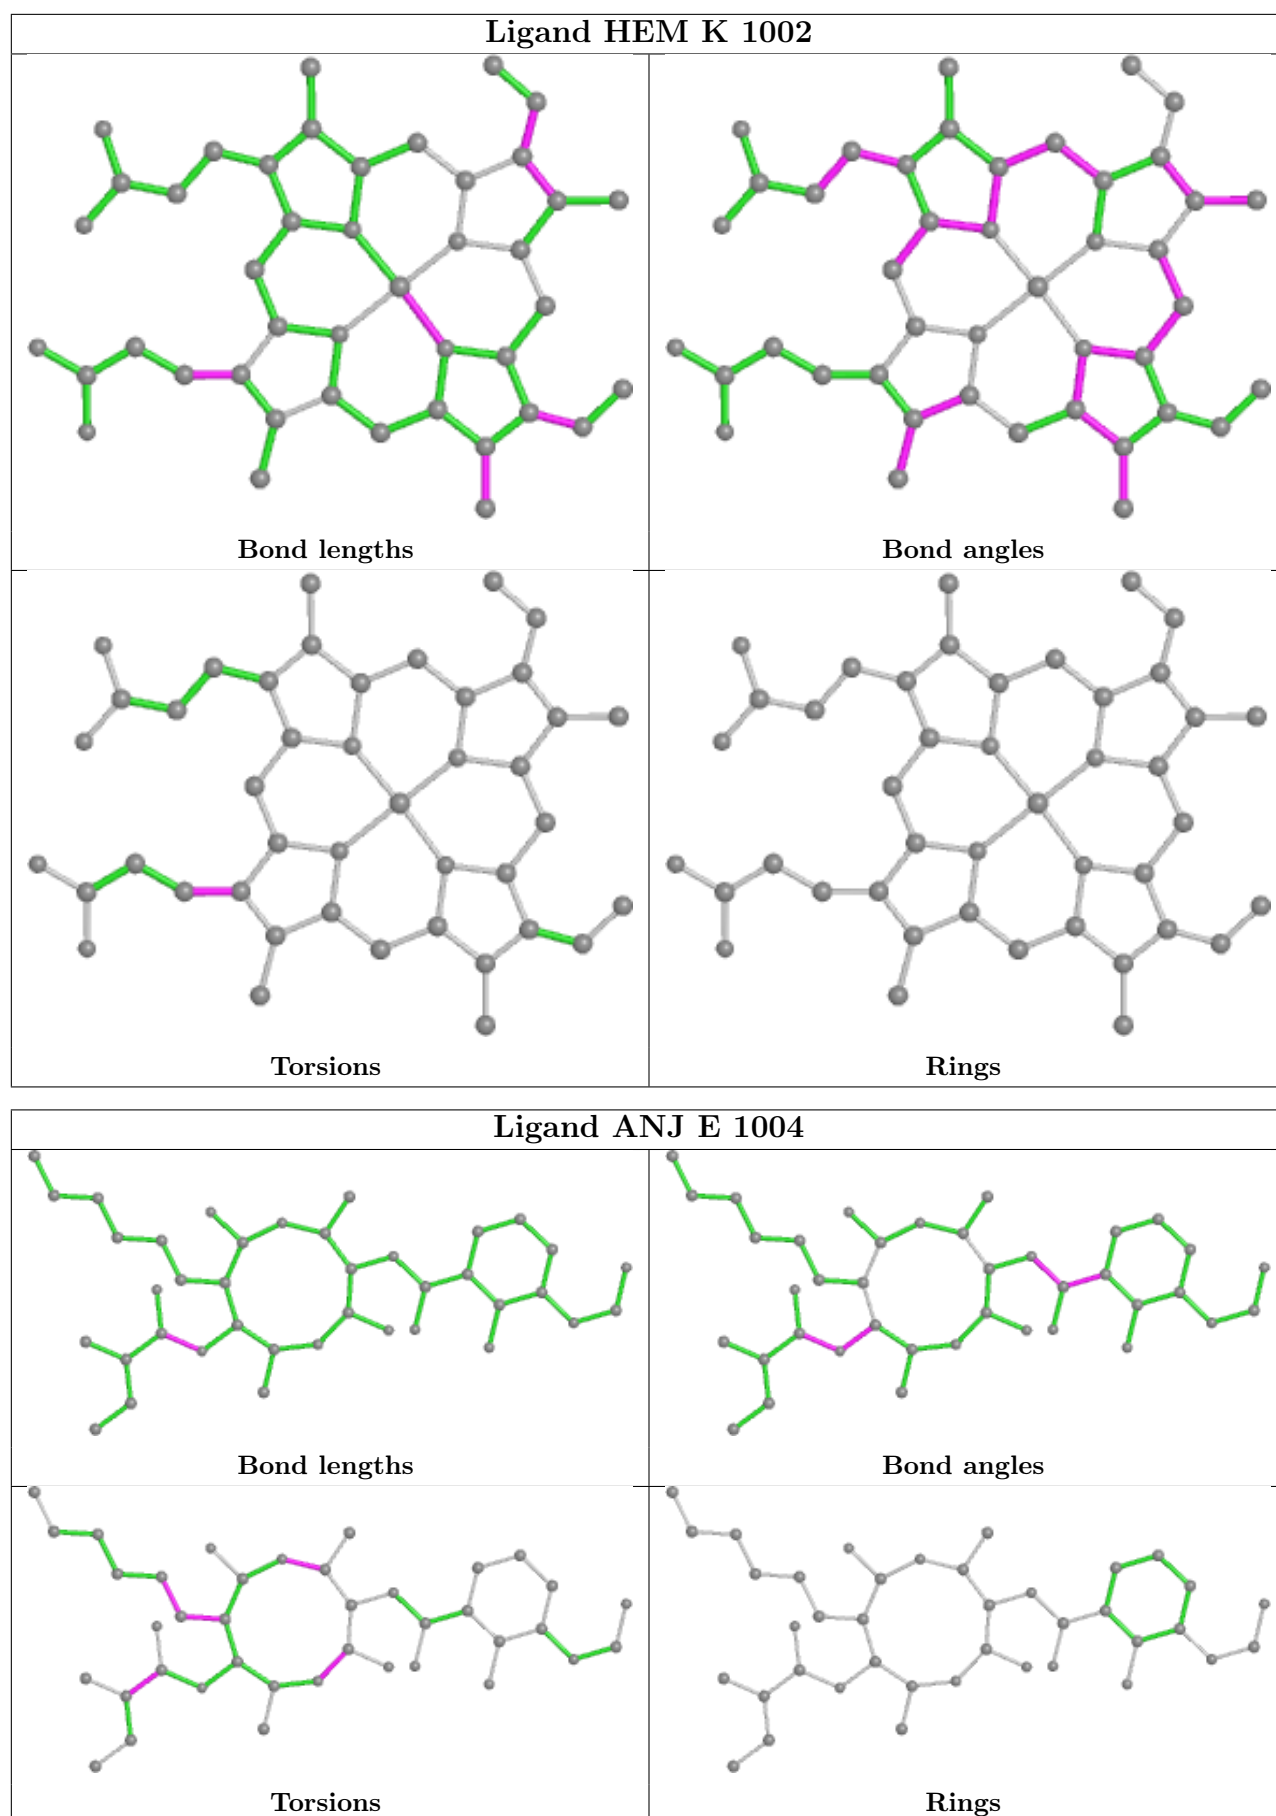 Ligand HEM K 1002
Bond lengths
Bond angles
Torsions
Rings
Ligand ANJ E 1004
Bond lengths
Bond angles
Torsions
Rings